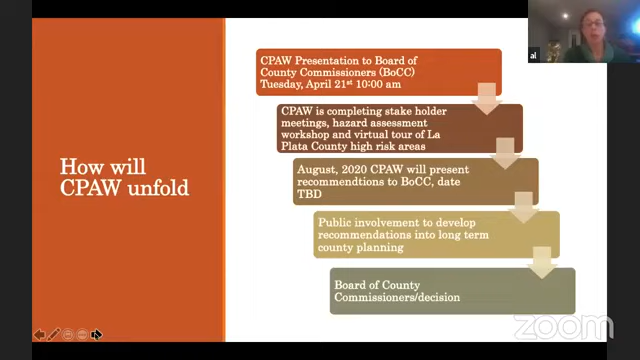 al
How will
CPAW unfold
CPAW Presentation to Board of
County Commissioners (BoCC)
Tuesday, April 21st 10:00 am
CPAW is completing stake holder
meetings, hazard assessment
workshop and virtual tour of La
Plata County high risk areas
August, 2020 CPAW will present
recommendtions to BoCC, date
TBD
Public involvement to develop
recommendations into long term
county planning
Board of County
Commissioners/decision
zoom